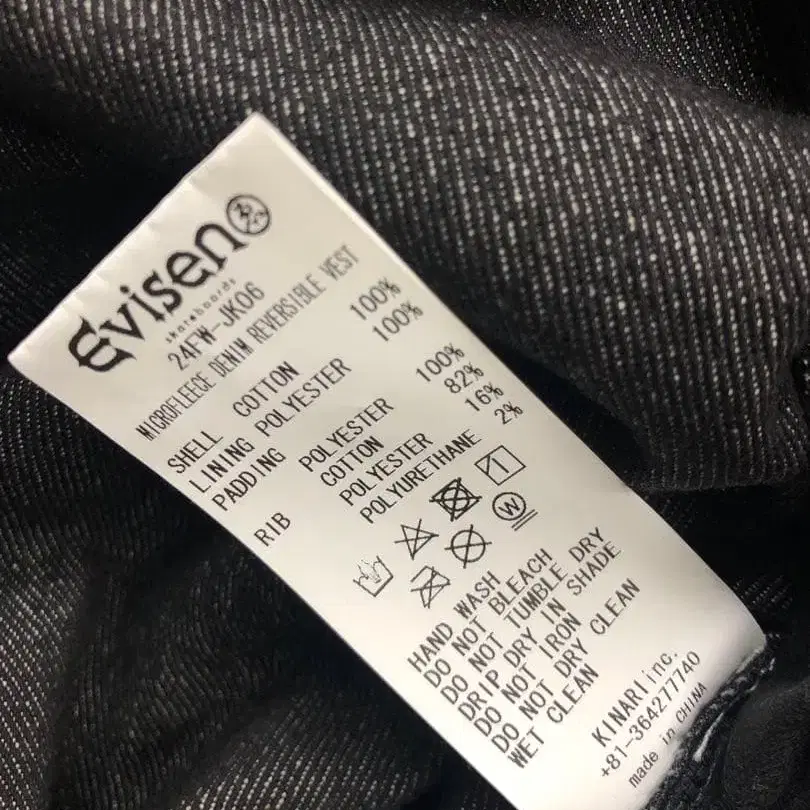 Evisen
skateboards
24FW-JK06
MICROFLEECE DENIM REVERSIBLE VEST
SHELL COTTON 100%
LINING POLYESTER 100%
PADDING
POLYESTER 100%
RIB COTTON 82%
POLYESTER 16%
POLYURETHANE 2%
W
HAND WASH
DO NOT BLEACH
DO NOT TUMBLE DRY
DRIP DRY IN SHADE
DO NOT IRON
DO NOT DRY CLEAN
WET CLEAN
KINARI inc.
+81-364277740
made in CHINA